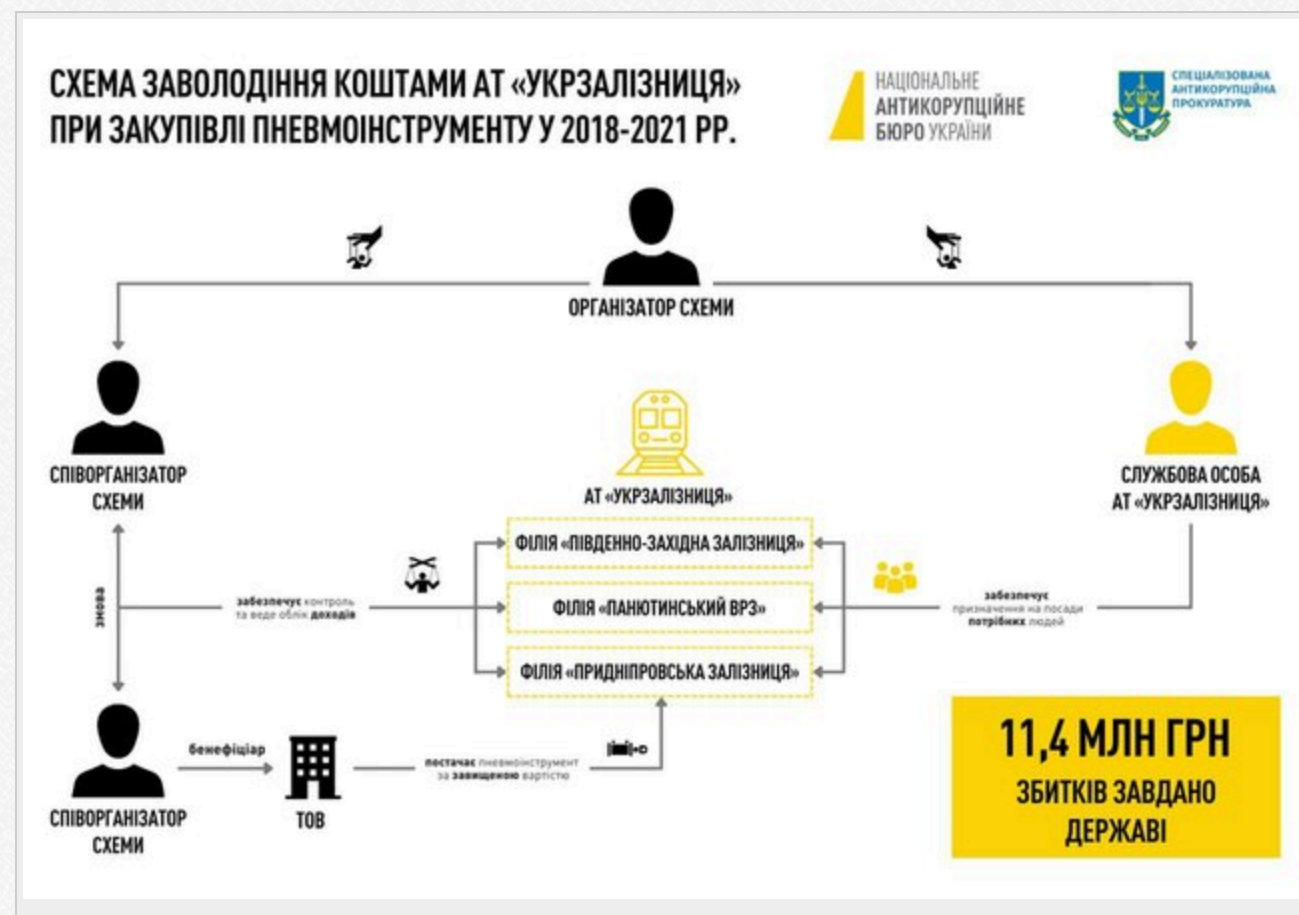 СХЕМА ЗАВОЛОДІННЯ КОШТАМИ АТ «УКРЗАЛІЗНИЦЯ»
ПРИ ЗАКУПІВЛІ ПНЕВМОІНСТРУМЕНТУ У 2018-2021 РР.
НАЦІОНАЛЬНЕ
АНТИКОРУПЦІЙНЕ
БЮРО УКРАЇНИ
СПЕЦІАЛІЗОВАНА
АНТИКОРУПЦІЙНА
ПРОКУРАТУРА
ОРГАНІЗАТОР СХЕМИ
СПІВОРГАНІЗАТОР
СХЕМИ
АТ «УКРЗАЛІЗНИЦЯ»
СЛУЖБОВА ОСОБА
АТ «УКРЗАЛІЗНИЦЯ»
ФІЛІЯ «ПІВДЕННО-ЗАХІДНА ЗАЛІЗНИЦЯ»
ФІЛІЯ «ПАНЮТИНСЬКИЙ ВРЗ»
ФІЛІЯ «ПРИДНІПРОВСЬКА ЗАЛІЗНИЦЯ»
змова
забезпечує контроль
та веде облік доходів
забезпечує
призначення на посади
потрібних людей
бенефіціар
постачає пневмоінструмент
за завищеною вартістю
СПІВОРГАНІЗАТОР
СХЕМИ
ТОВ
11,4 МЛН ГРН
ЗБИТКІВ ЗАВДАНО
ДЕРЖАВІ